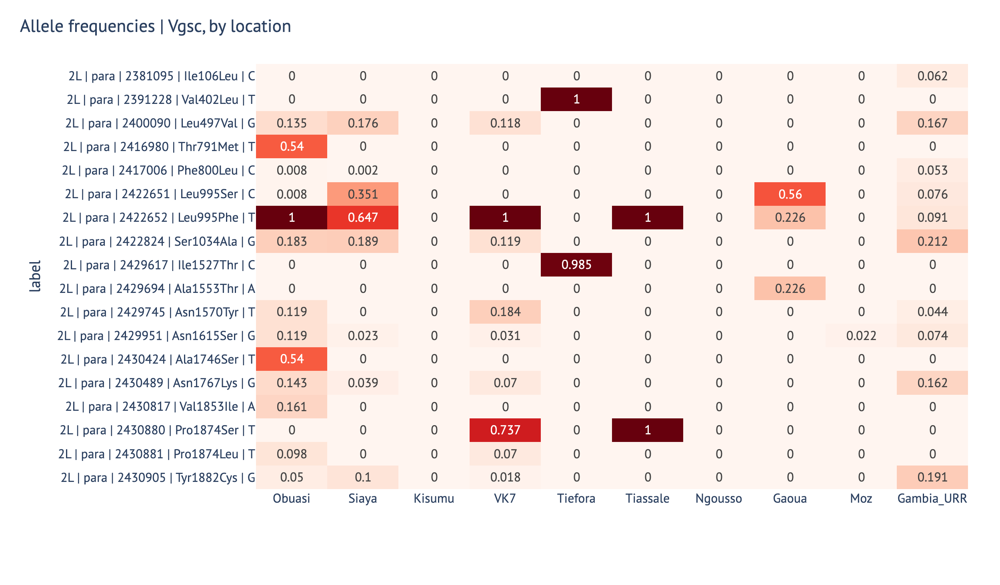 Allele frequencies | Vgsc, by location
label
2L | para | 2381095 | Ile106Leu | C 0 0 0 0 0 0 0 0 0 0.062
2L | para | 2391228 | Val402Leu | T 0 0 0 0 1 0 0 0 0 0
2L | para | 2400090 | Leu497Val | G 0.135 0.176 0 0.118 0 0 0 0 0 0.167
2L | para | 2416980 | Thr791Met | T 0.54 0 0 0 0 0 0 0 0 0
2L | para | 2417006 | Phe800Leu | C 0.008 0.002 0 0 0 0 0 0 0 0.053
2L | para | 2422651 | Leu995Ser | C 0.008 0.351 0 0 0 0 0 0.56 0 0.076
2L | para | 2422652 | Leu995Phe | T 1 0.647 0 1 0 1 0 0.226 0 0.091
2L | para | 2422824 | Ser1034Ala | G 0.183 0.189 0 0.119 0 0 0 0 0 0.212
2L | para | 2429617 | Ile1527Thr | C 0 0 0 0 0.985 0 0 0 0 0
2L | para | 2429694 | Ala1553Thr | A 0 0 0 0 0 0 0 0.226 0 0
2L | para | 2429745 | Asn1570Tyr | T 0.119 0 0 0.184 0 0 0 0 0 0.044
2L | para | 2429951 | Asn1615Ser | G 0.119 0.023 0 0.031 0 0 0 0 0.022 0.074
2L | para | 2430424 | Ala1746Ser | T 0.54 0 0 0 0 0 0 0 0 0
2L | para | 2430489 | Asn1767Lys | G 0.143 0.039 0 0.07 0 0 0 0 0 0.162
2L | para | 2430817 | Val1853Ile | A 0.161 0 0 0 0 0 0 0 0 0
2L | para | 2430880 | Pro1874Ser | T 0 0 0 0.737 0 1 0 0 0 0
2L | para | 2430881 | Pro1874Leu | T 0.098 0 0 0.07 0 0 0 0 0 0
2L | para | 2430905 | Tyr1882Cys | G 0.05 0.1 0 0.018 0 0 0 0 0 0.191
Obuasi Siaya Kisumu VK7 Tiefora Tiassale Ngousso Gaoua Moz Gambia_URR